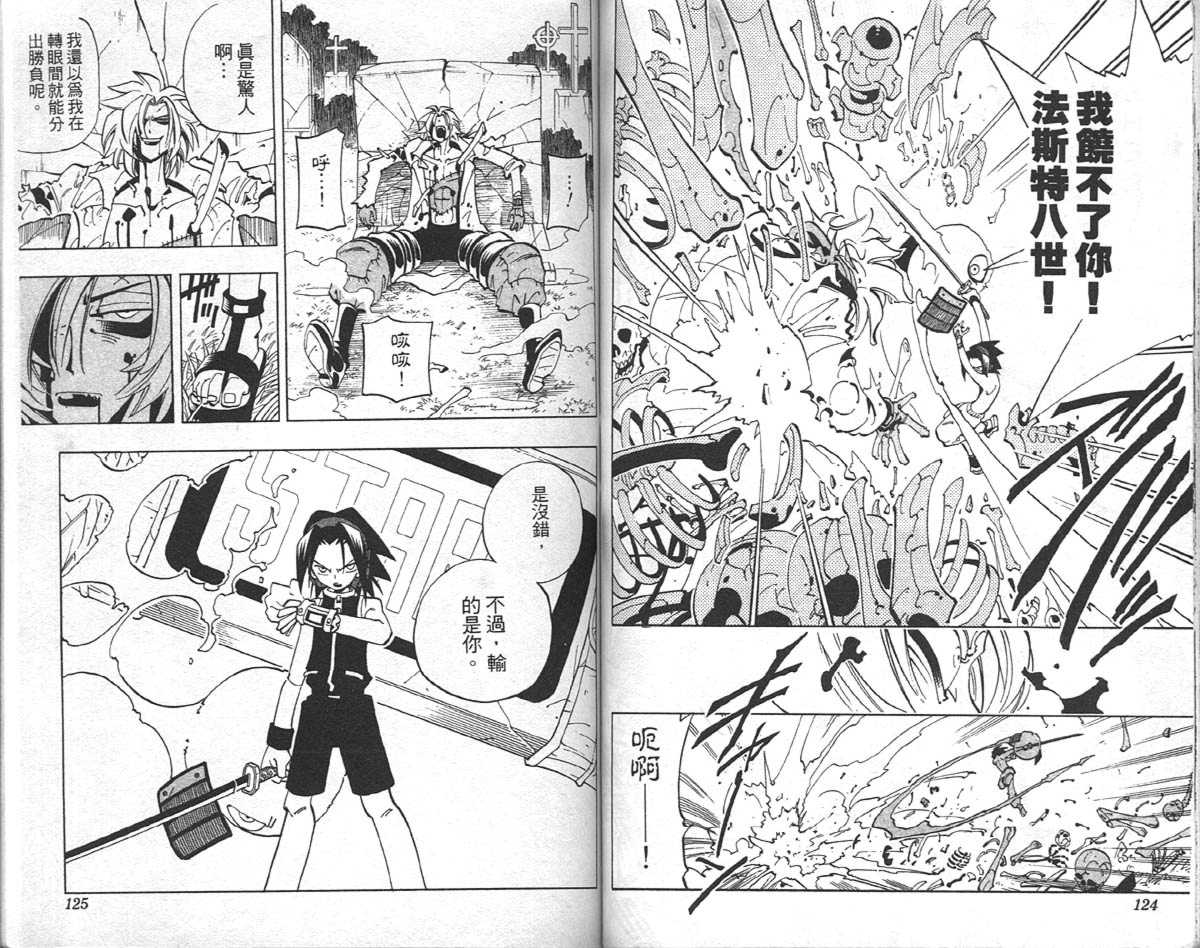 我饒不了你！
法斯特八世！
呃啊——！
124
…！
呼…！
咳咳！
真是驚人
啊…
我還以為我在
轉眼間就能分
出勝負呢。
是沒錯，
不過，輸
的是你。
125